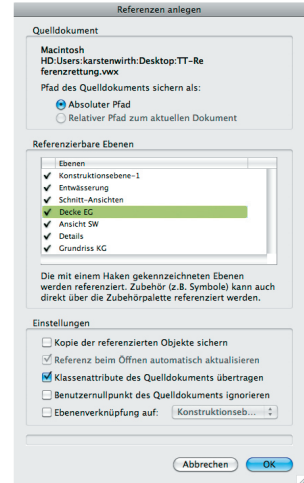 Referenzen anlegen
Quelldokument
Macintosh
HD:Users:karstenwirth:Desktop:TT-Re
ferenzrettung.vwx
Pfad des Quelldokuments sichern als:
Absoluter Pfad
Relativer Pfad zum aktuellen Dokument
Referenzierbare Ebenen
Ebenen
✓ Konstruktionsebene-1
✓ Entwässerung
✓ Schnitt-Ansichten
✓ Decke EG
✓ Ansicht SW
✓ Details
✓ Grundriss KG
Die mit einem Haken gekennzeichneten Ebenen
werden referenziert. Zubehör (z.B. Symbole) kann auch
direkt über die Zubehörpalette referenziert werden.
Einstellungen
Kopie der referenzierten Objekte sichern
Referenz beim Öffnen automatisch aktualisieren
Klassenattribute des Quelldokuments übertragen
Benutzernullpunkt des Quelldokuments ignorieren
Ebenenverknüpfung auf: Konstruktionseb...
Abbrechen OK